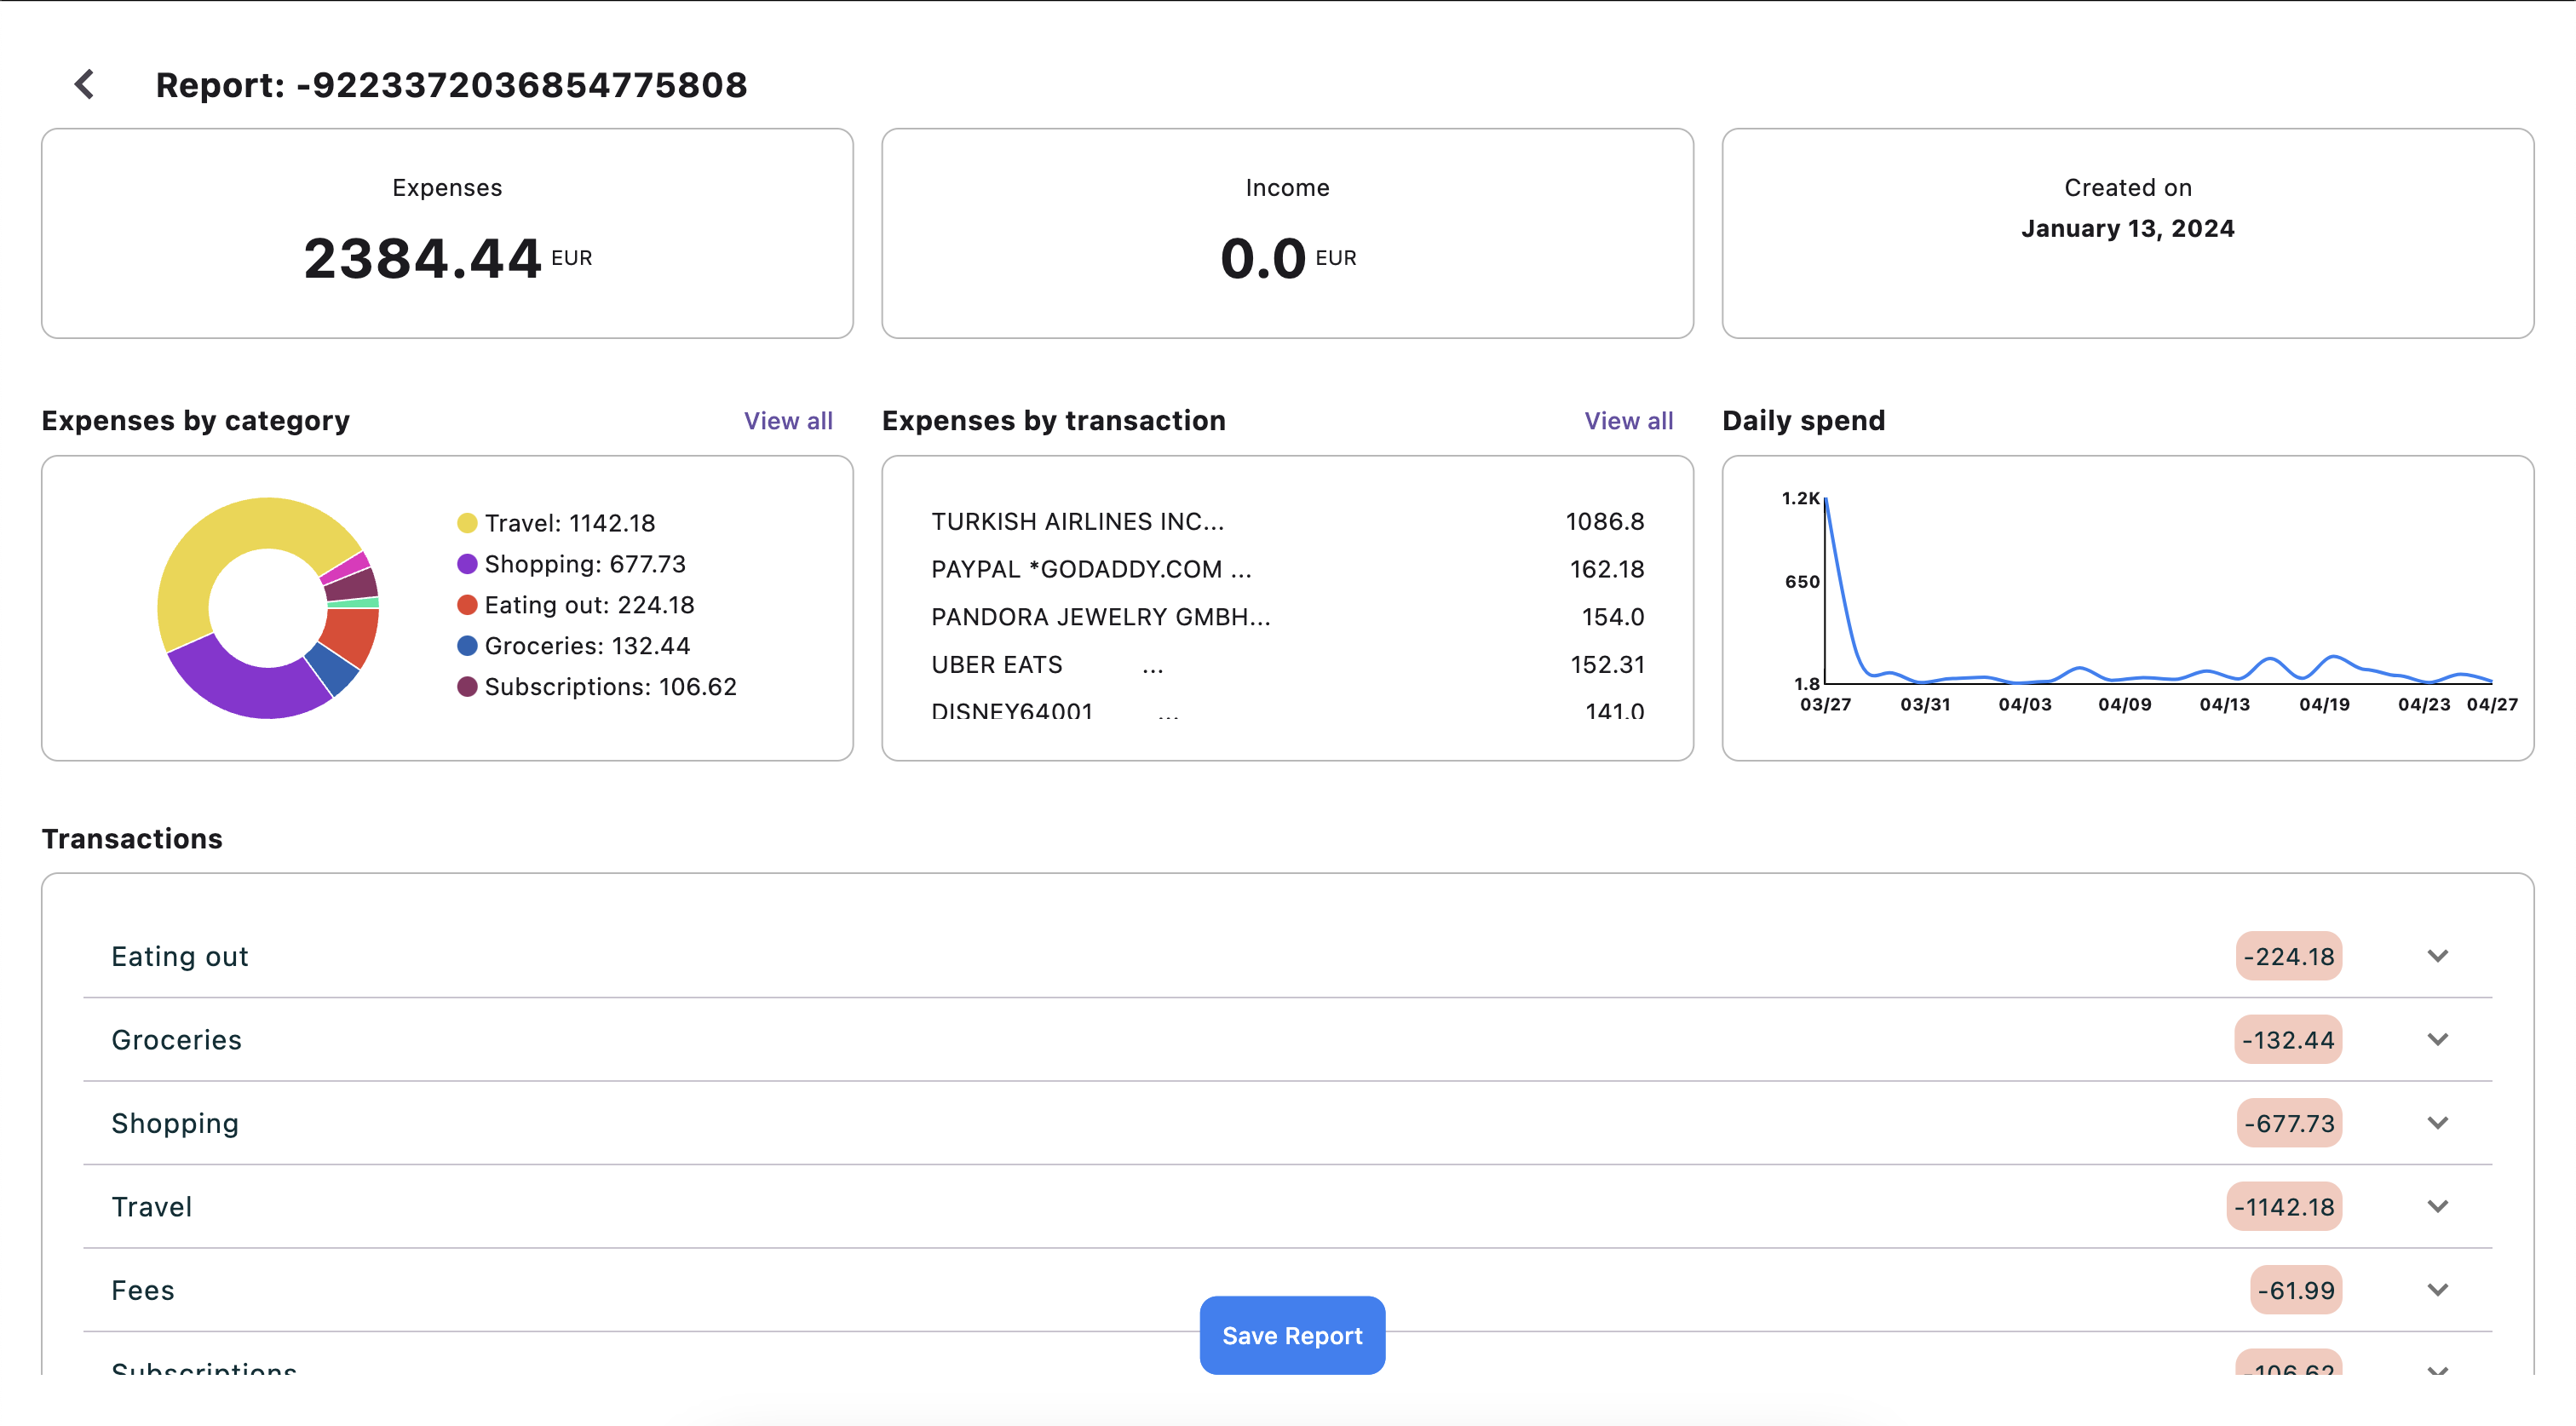 Report: -9223372036854775808
Expenses
2384.44 EUR
Income
0.0 EUR
Created on
January 13, 2024
Expenses by category
View all
Travel: 1142.18
Shopping: 677.73
Eating out: 224.18
Groceries: 132.44
Subscriptions: 106.62
Expenses by transaction
View all
TURKISH AIRLINES INC... 1086.8
PAYPAL *GODADDY.COM ... 162.18
PANDORA JEWELRY GMBH... 154.0
UBER EATS ... 152.31
DISNEY64001 ... 141.0
Daily spend
1.2K
650
1.8
03/27 03/31 04/03 04/09 04/13 04/19 04/23 04/27
Transactions
Eating out -224.18
Groceries -132.44
Shopping -677.73
Travel -1142.18
Fees -61.99
Save Report
Subscriptions -106.62